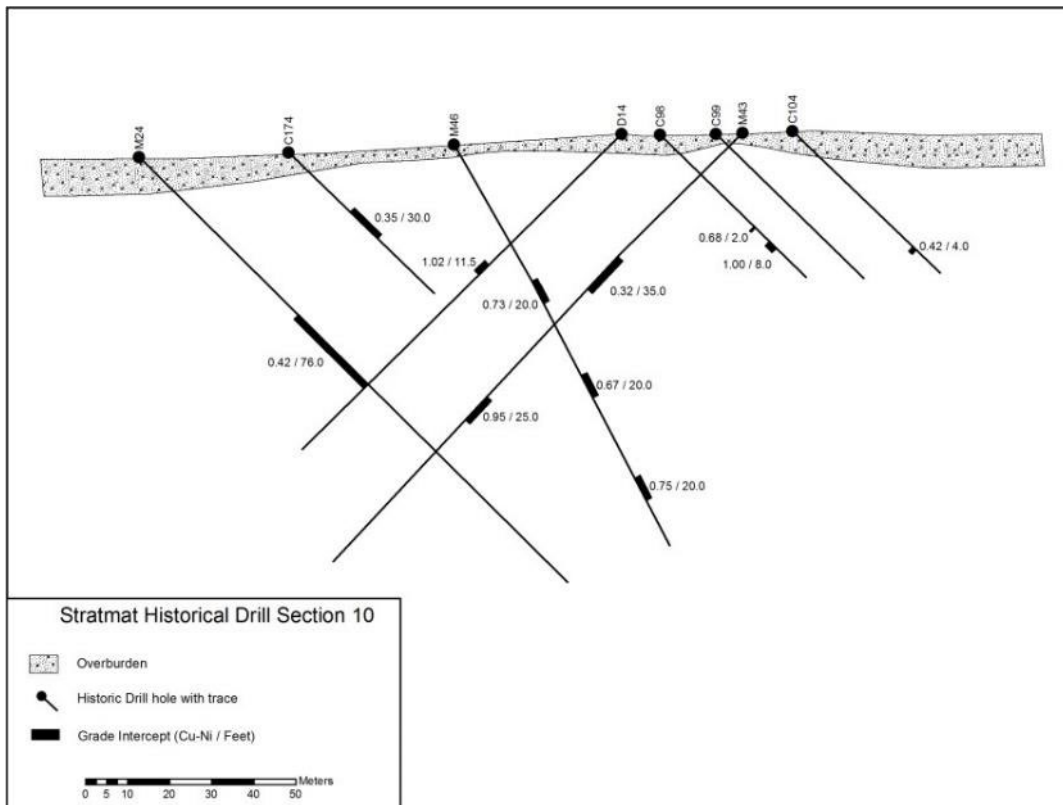 M24
C174
M46
D14
C98
C99
M43
C104
0.35 / 30.0
1.02 / 11.5
0.73 / 20.0
0.32 / 35.0
0.68 / 2.0
1.00 / 8.0
0.42 / 4.0
0.42 / 76.0
0.67 / 20.0
0.95 / 25.0
0.75 / 20.0
Stratmat Historical Drill Section 10
Overburden
Historic Drill hole with trace
Grade Intercept (Cu-Ni / Feet)
Meters
0 5 10 20 30 40 50